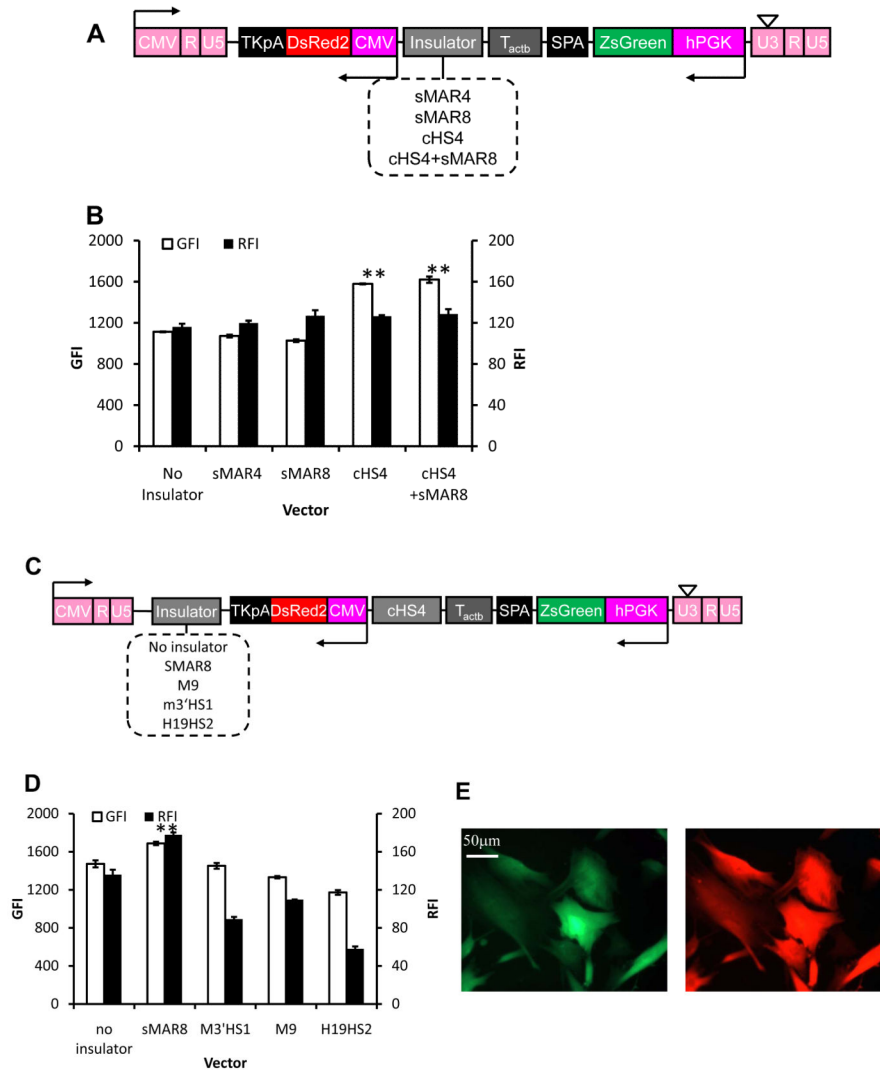 A
CMV R U5 TKpA DsRed2 CMV Insulator Tactb SPA ZsGreen hPGK U3 R U5
sMAR4
sMAR8
cHS4
cHS4+sMAR8
B
GFI RFI
2000 200
1600 ** ** 160
1200 120
800 80
400 40
0 0
GFI
RFI
No Insulator sMAR4 sMAR8 cHS4 cHS4 +sMAR8
Vector
C
CMV R U5 Insulator TKpA DsRed2 CMV cHS4 Tactb SPA ZsGreen hPGK U3 R U5
No insulator
SMAR8
M9
m3'HS1
H19HS2
D
GFI RFI
2000 200
**
1600 160
1200 120
800 80
400 40
0 0
GFI
RFI
no insulator sMAR8 M3'HS1 M9 H19HS2
Vector
E
50μm